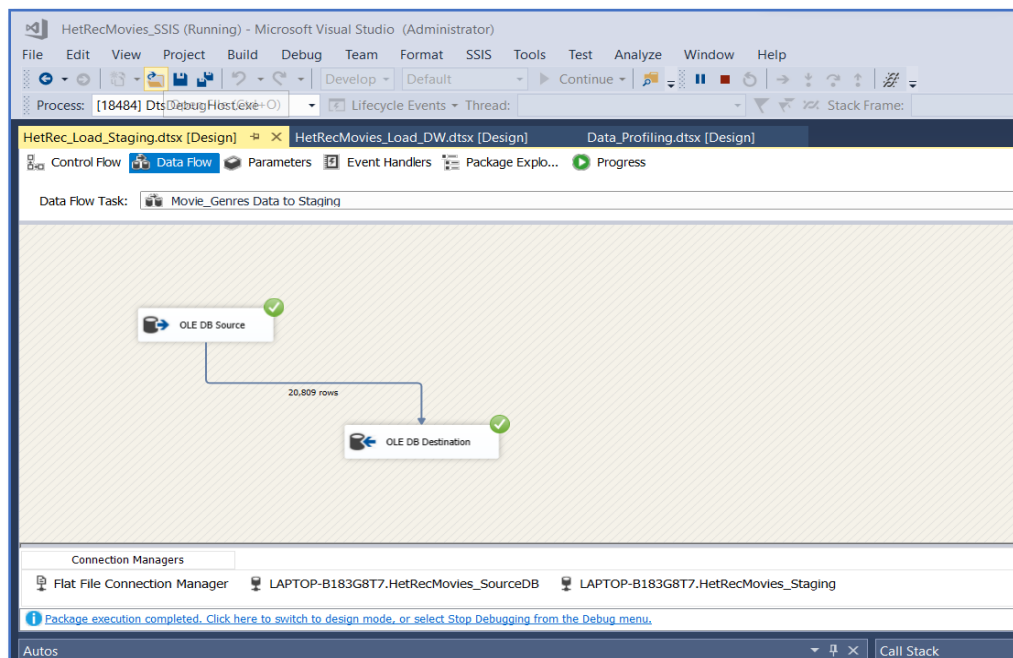 HetRecMovies_SSIS (Running) - Microsoft Visual Studio (Administrator)
File Edit View Project Build Debug Team Format SSIS Tools Test Analyze Window Help
Develop Default Continue
Process: [18484] DtsDebugHost.exe +O) Lifecycle Events Thread: Stack Frame:
HetRec_Load_Staging.dtsx [Design] HetRecMovies_Load_DW.dtsx [Design] Data_Profiling.dtsx [Design]
Control Flow Data Flow Parameters Event Handlers Package Explo... Progress
Data Flow Task: Movie_Genres Data to Staging
OLE DB Source
20,809 rows
OLE DB Destination
Connection Managers
Flat File Connection Manager LAPTOP-B183G8T7.HetRecMovies_SourceDB LAPTOP-B183G8T7.HetRecMovies_Staging
Package execution completed. Click here to switch to design mode, or select Stop Debugging from the Debug menu.
Autos Call Stack